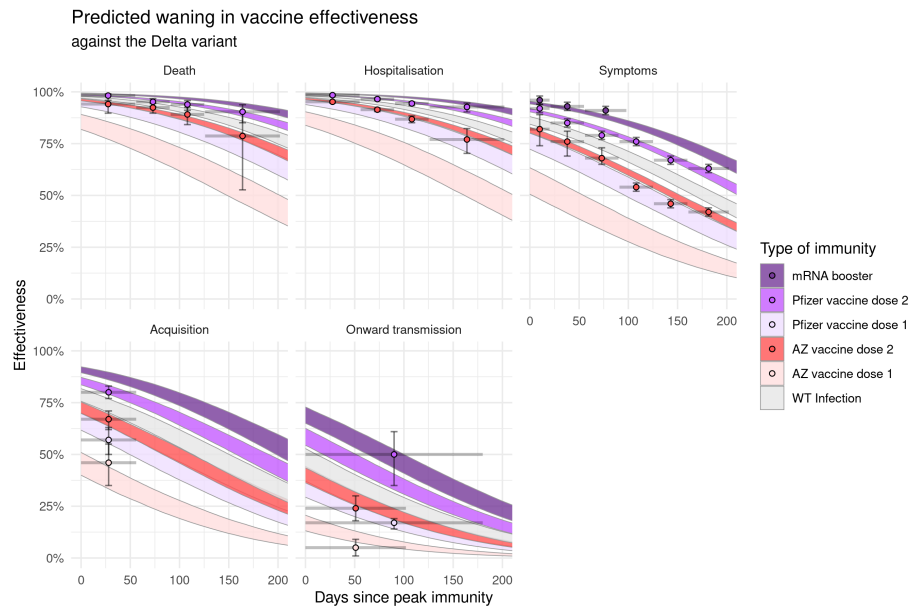 Predicted waning in vaccine effectiveness
against the Delta variant
Death
Hospitalisation
Symptoms
100%
75%
50%
25%
0%
0 50 100 150 200
Acquisition
Onward transmission
100%
75%
50%
25%
0%
0 50 100 150 200
0 50 100 150 200
Effectiveness
Days since peak immunity
Type of immunity
mRNA booster
Pfizer vaccine dose 2
Pfizer vaccine dose 1
AZ vaccine dose 2
AZ vaccine dose 1
WT Infection